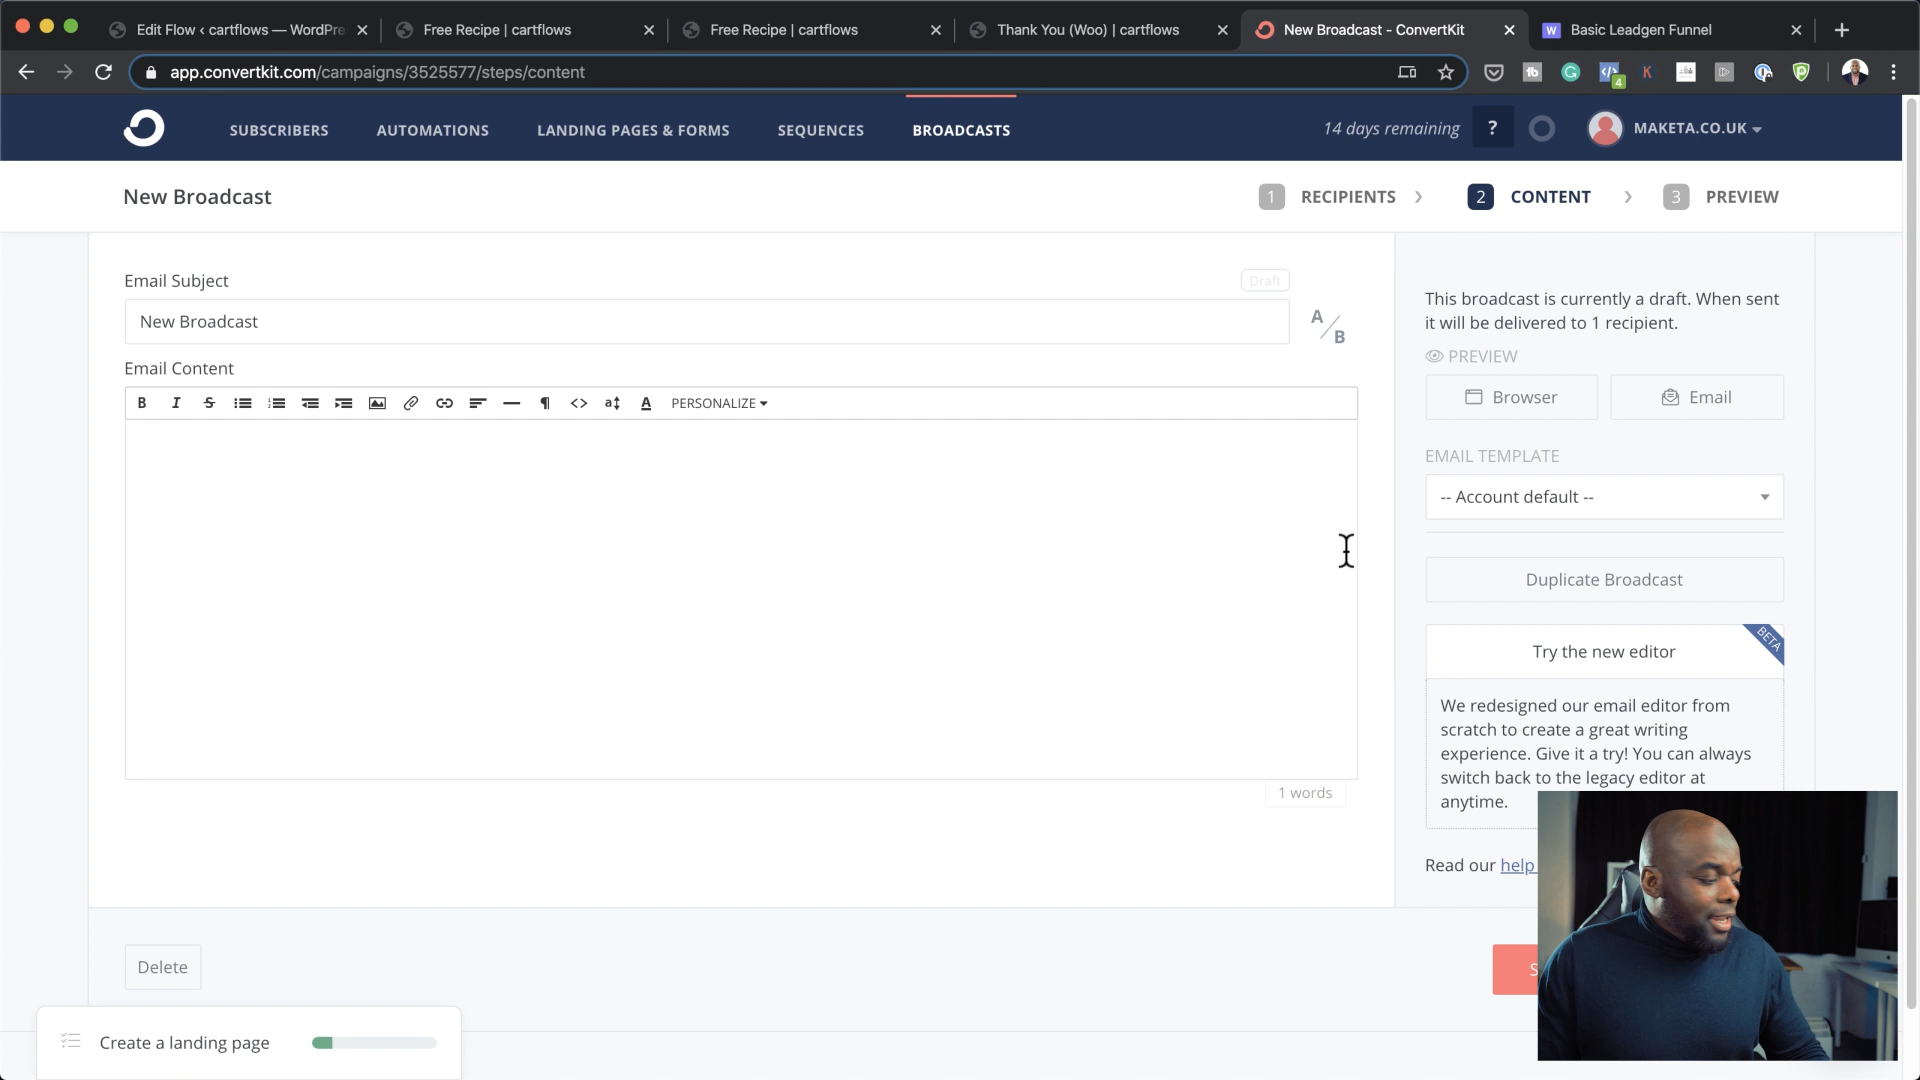 Edit Flow ‹ cartflows — WordPre
Free Recipe | cartflows
Free Recipe | cartflows
Thank You (Woo) | cartflows
New Broadcast - ConvertKit
Basic Leadgen Funnel
app.convertkit.com/campaigns/3525577/steps/content
4
SUBSCRIBERS
AUTOMATIONS
LANDING PAGES & FORMS
SEQUENCES
BROADCASTS
14 days remaining
?
MAKETA.CO.UK
New Broadcast
1 RECIPIENTS
2 CONTENT
3 PREVIEW
Email Subject
Draft
New Broadcast
A/B
Email Content
PERSONALIZE
1 words
This broadcast is currently a draft. When sent
it will be delivered to 1 recipient.
PREVIEW
Browser
Email
EMAIL TEMPLATE
-- Account default --
Duplicate Broadcast
Try the new editor
BETA
We redesigned our email editor from
scratch to create a great writing
experience. Give it a try! You can always
switch back to the legacy editor at
anytime.
Read our help
Delete
S
Create a landing page